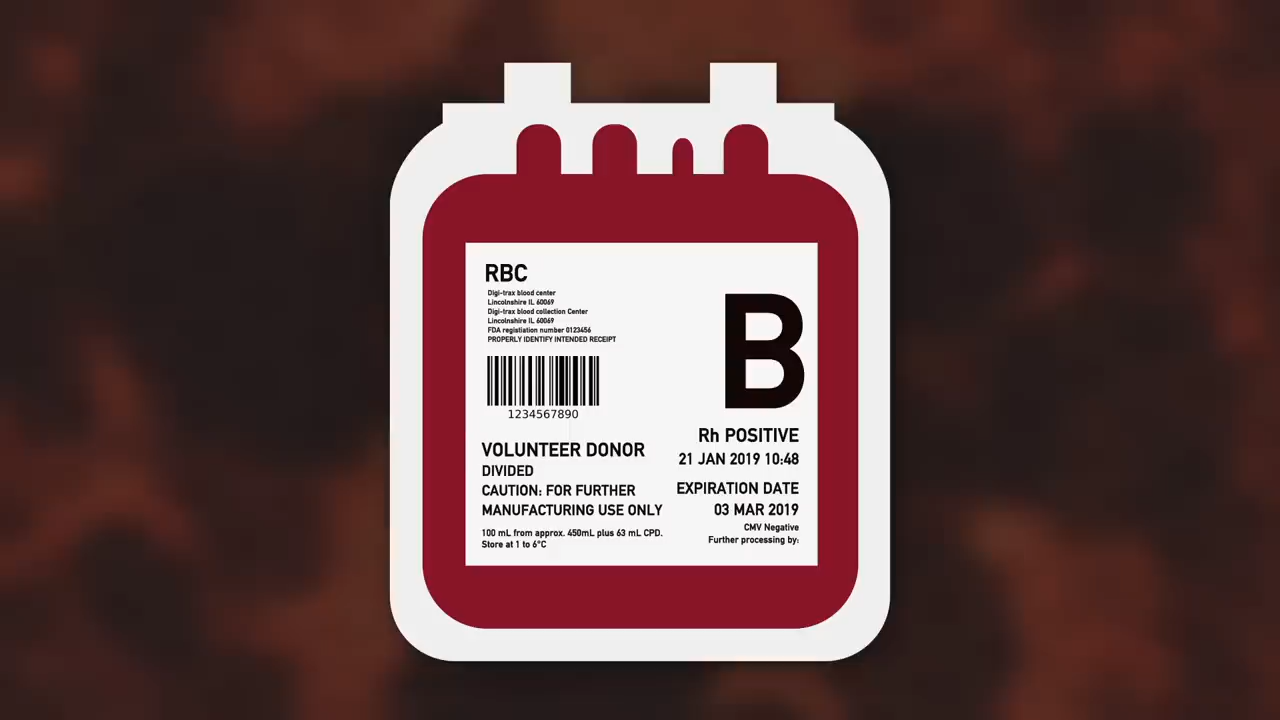 RBC
Digi-trax blood center
Lincolnshire IL 60069
Digi-trax blood collection Center
Lincolnshire IL 60069
FDA registiation number 0123456
PROPERLY IDENTIFY INTENDED RECEIPT
1234567890
VOLUNTEER DONOR
DIVIDED
CAUTION: FOR FURTHER
MANUFACTURING USE ONLY
100 mL from approx. 450mL plus 63 mL CPD.
Store at 1 to 6°C
B
Rh POSITIVE
21 JAN 2019 10:48
EXPIRATION DATE
03 MAR 2019
CMV Negative
Further processing by: